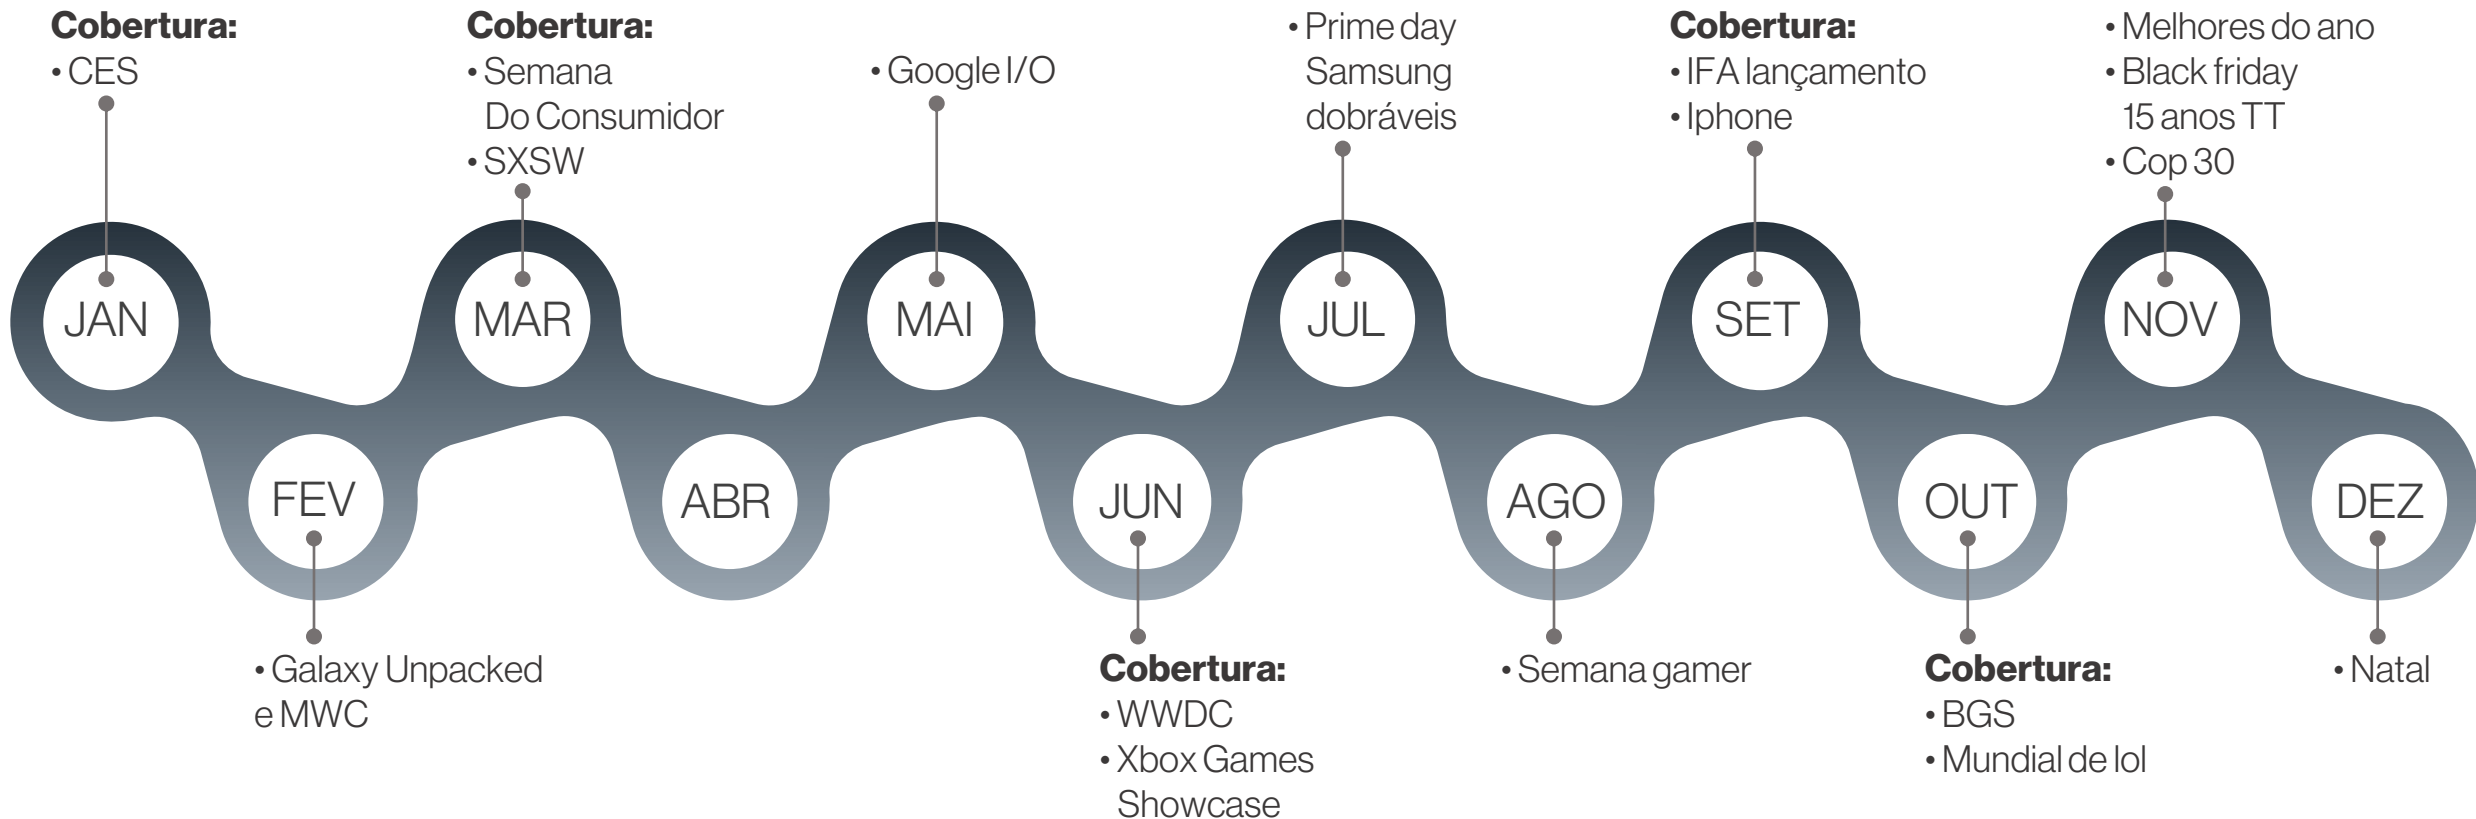 Cobertura:
• CES
Cobertura:
• Semana
Do Consumidor
• SXSW
• Google I/O
• Prime day
Samsung
dobráveis
Cobertura:
• IFA lançamento
• Iphone
• Melhores do ano
• Black friday
15 anos TT
• Cop 30
JAN
MAR
MAI
JUL
SET
NOV
FEV
ABR
JUN
AGO
OUT
DEZ
• Galaxy Unpacked
e MWC
Cobertura:
• WWDC
• Xbox Games
Showcase
• Semana gamer
Cobertura:
• BGS
• Mundial de lol
• Natal